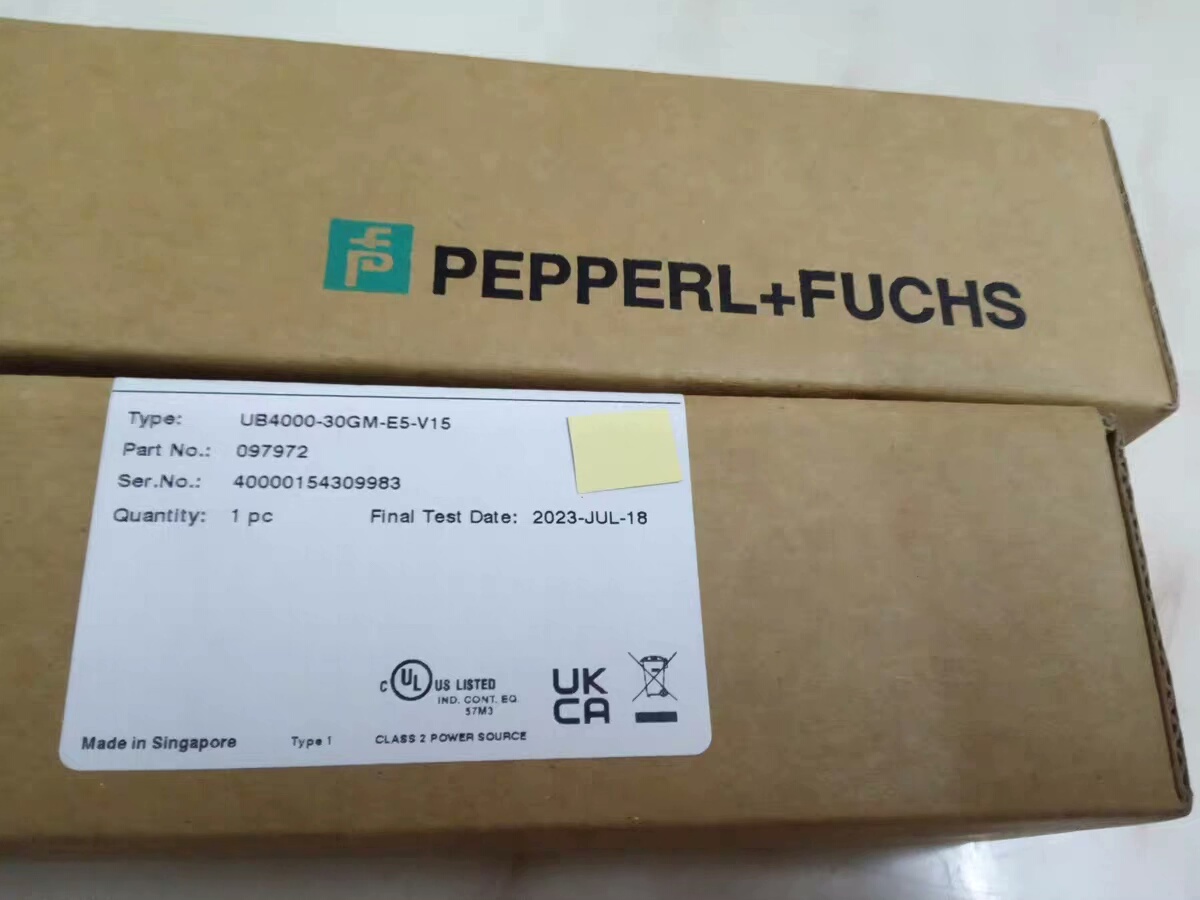 PEPPERL+FUCHS
Type: UB4000-30GM-E5-V15
Part No.: 097972
Ser.No.: 40000154309983
Quantity: 1 pc Final Test Date: 2023-JUL-18
C UL US LISTED
IND. CONT. EQ.
57M3
UK
CA
Made in Singapore Type 1 CLASS 2 POWER SOURCE